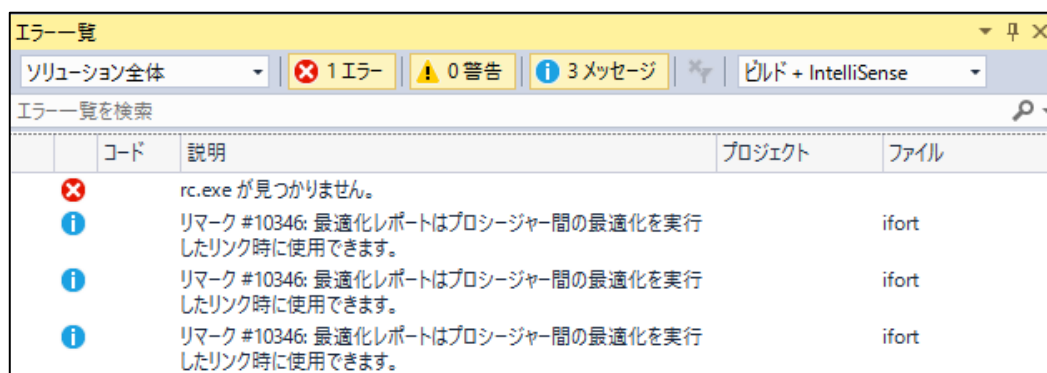 エラー一覧
ソリューション全体 1 エラー 0 警告 3 メッセージ ビルド + IntelliSense
エラー一覧を検索
コード 説明 プロジェクト ファイル
rc.exe が見つかりません。
リマーク #10346: 最適化レポートはプロシージャー間の最適化を実行 ifort
したリンク時に使用できます。
リマーク #10346: 最適化レポートはプロシージャー間の最適化を実行 ifort
したリンク時に使用できます。
リマーク #10346: 最適化レポートはプロシージャー間の最適化を実行 ifort
したリンク時に使用できます。